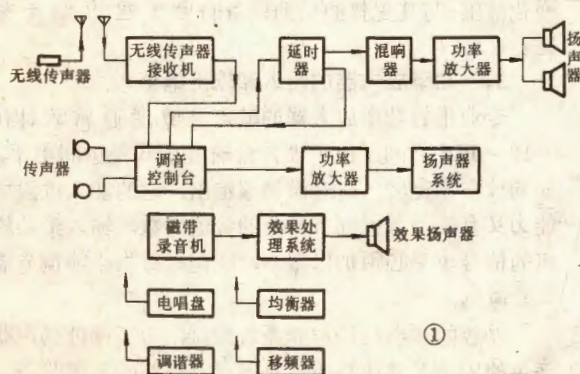 无线传声器
无线传声器
接收机
延时
器
混响
器
功率
放大器
扬
声
器
传声器
调音
控制台
功率
放大器
扬声器
系统
磁带
录音机
效果处
理系统
效果扬声器
电唱盘
均衡器
调谐器
移频器
①